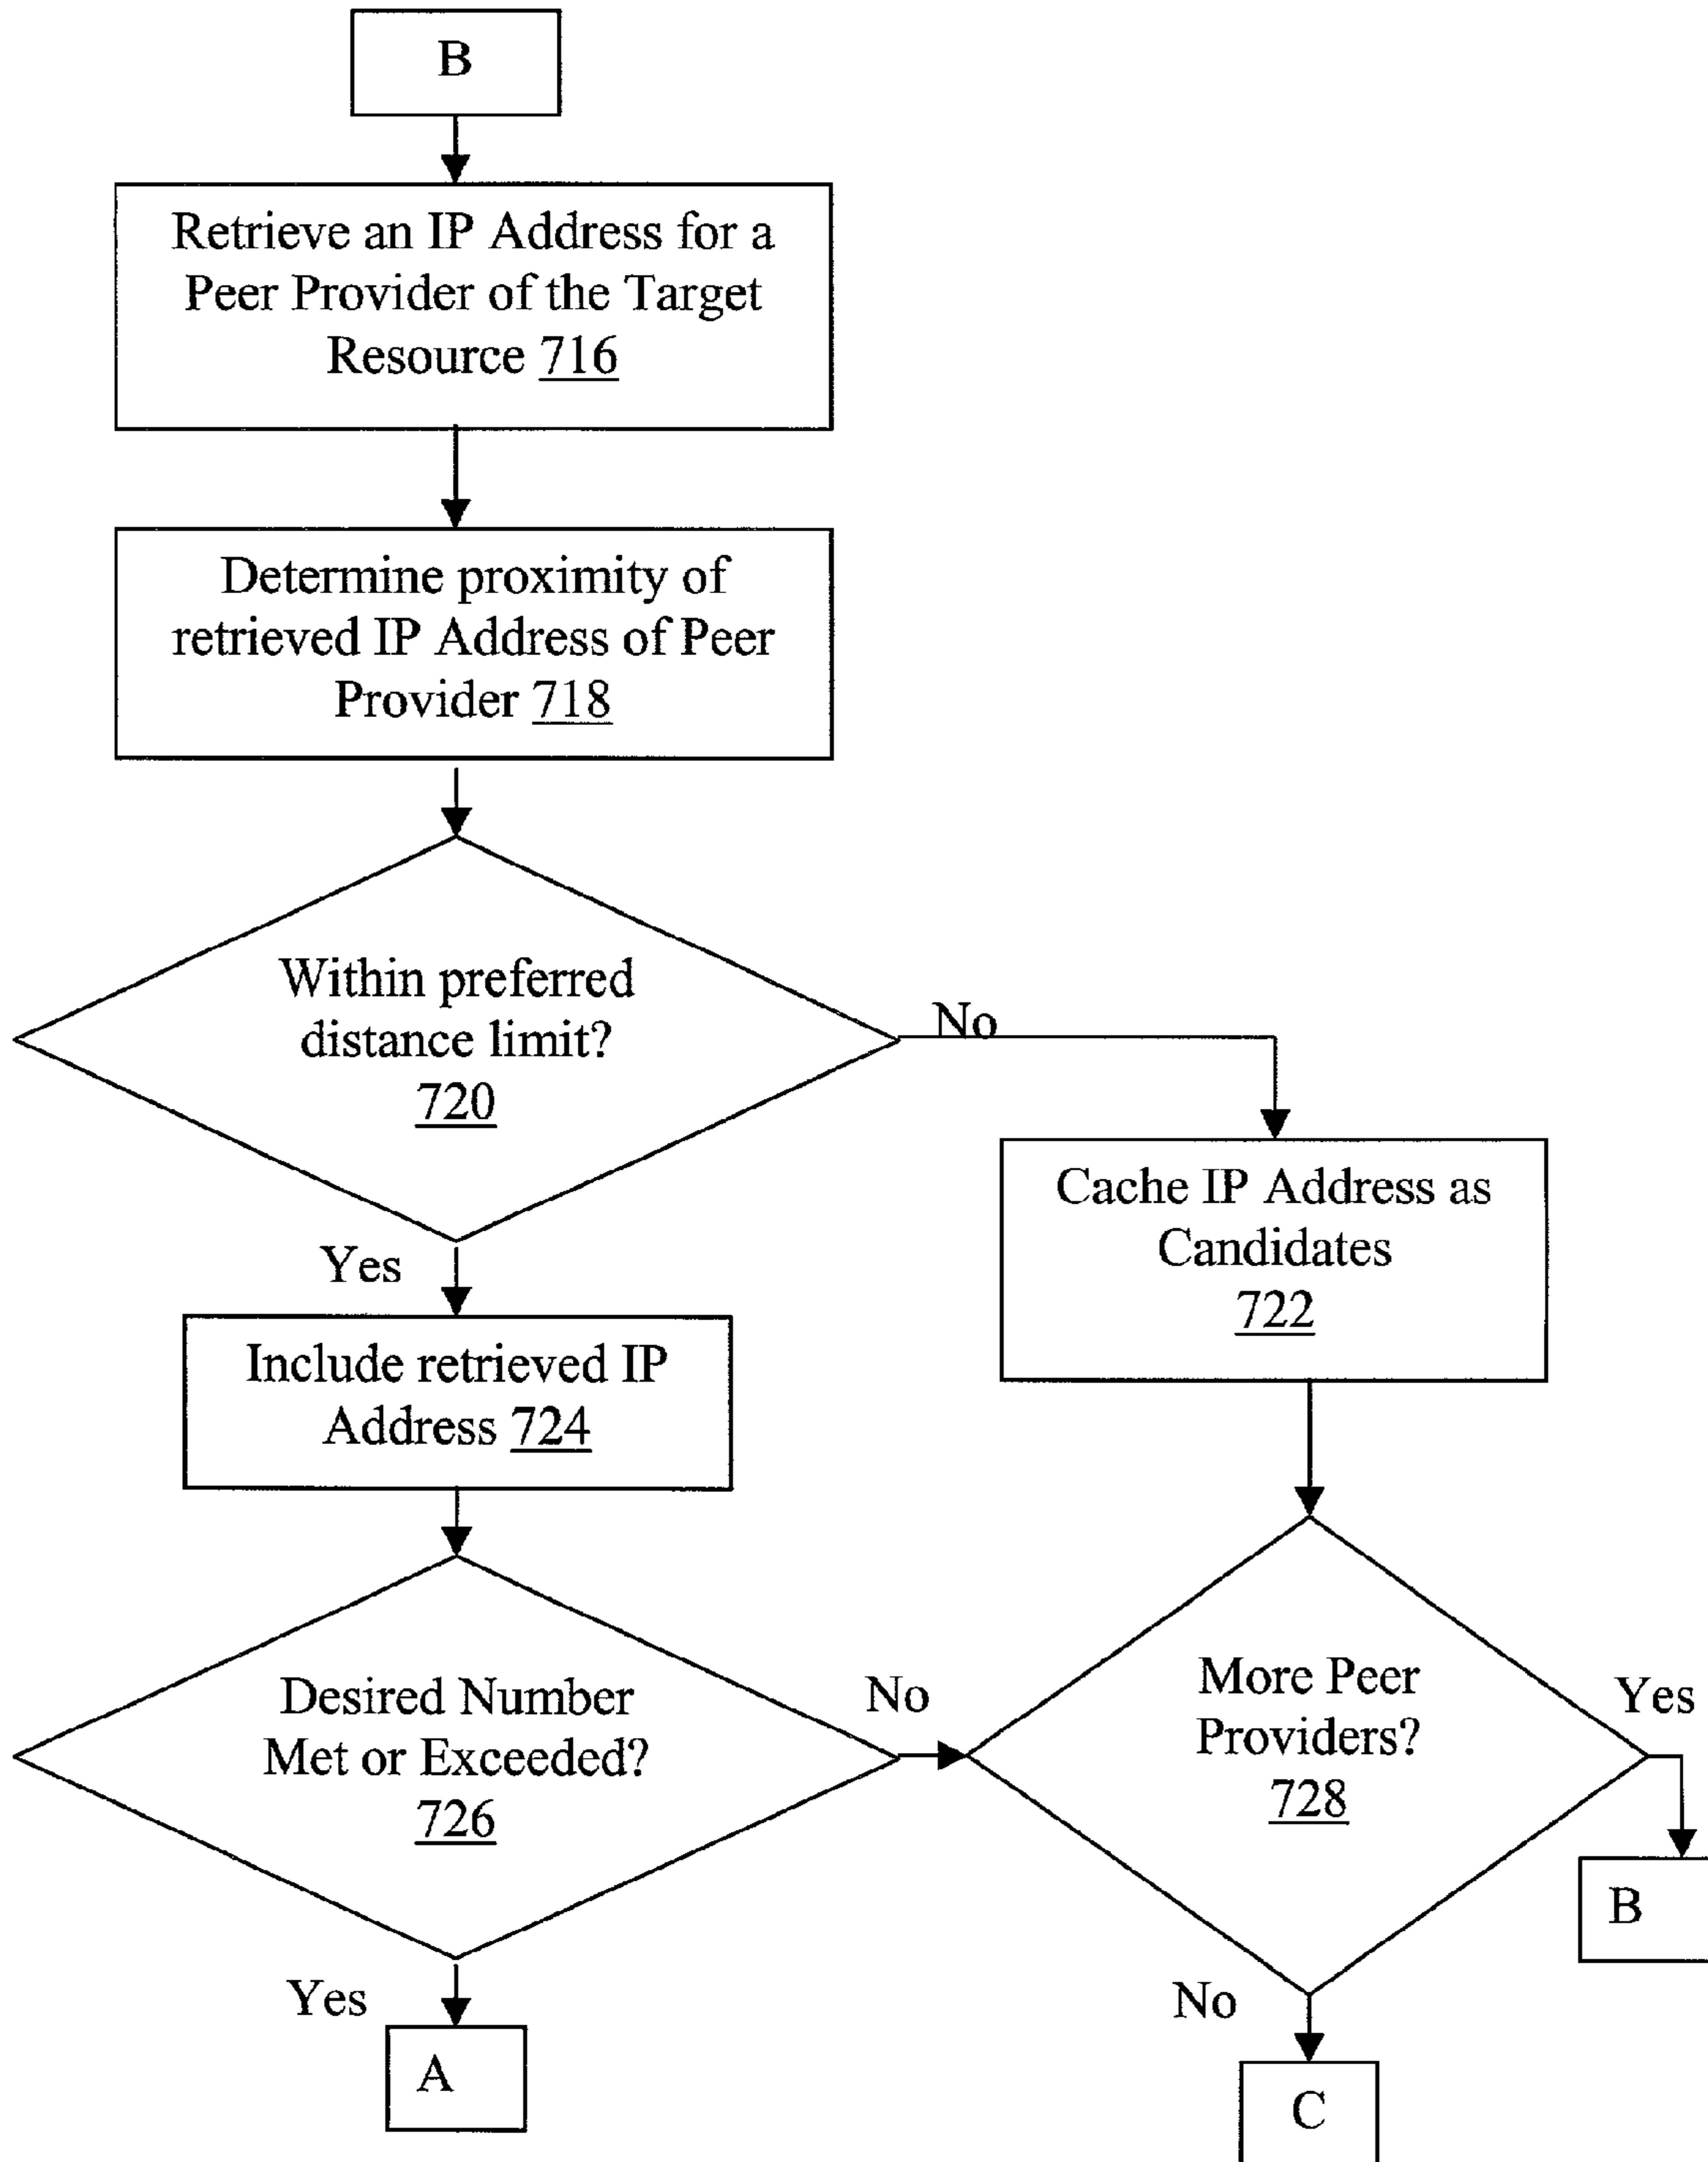 B
Retrieve an IP Address for a
Peer Provider of the Target
Resource 716
Determine proximity of
retrieved IP Address of Peer
Provider 718
Within preferred
distance limit?
720
No
Cache IP Address as
Candidates
722
Yes
Include retrieved IP
Address 724
Desired Number
Met or Exceeded?
726
No
More Peer
Providers?
728
Yes
B
Yes
A
No
C